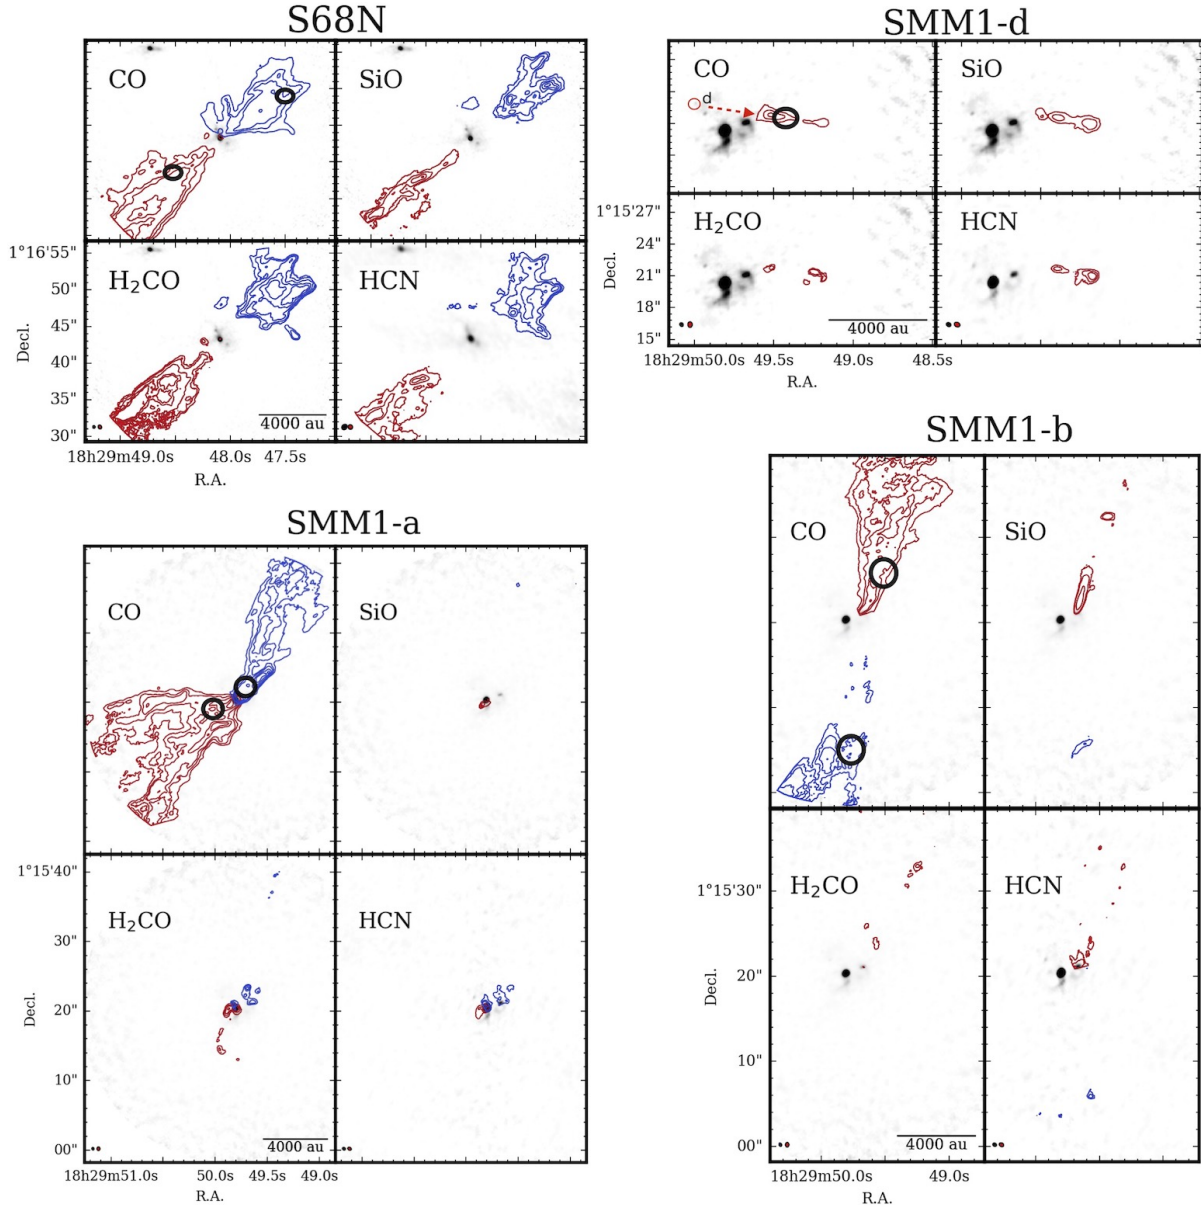 S68N
CO
SiO
H₂CO
HCN
1°16'55"
50"
45"
40"
35"
30"
Decl.
4000 au
18h29m49.0s 48.0s 47.5s
R.A.
SMM1-d
CO
d
SiO
H₂CO
HCN
1°15'27"
24"
21"
18"
15"
Decl.
4000 au
18h29m50.0s 49.5s 49.0s 48.5s
R.A.
SMM1-a
CO
SiO
H₂CO
HCN
1°15'40"
30"
20"
10"
00"
Decl.
4000 au
18h29m51.0s 50.0s 49.5s 49.0s
R.A.
SMM1-b
CO
SiO
H₂CO
HCN
1°15'30"
20"
10"
00"
Decl.
4000 au
18h29m50.0s 49.0s
R.A.